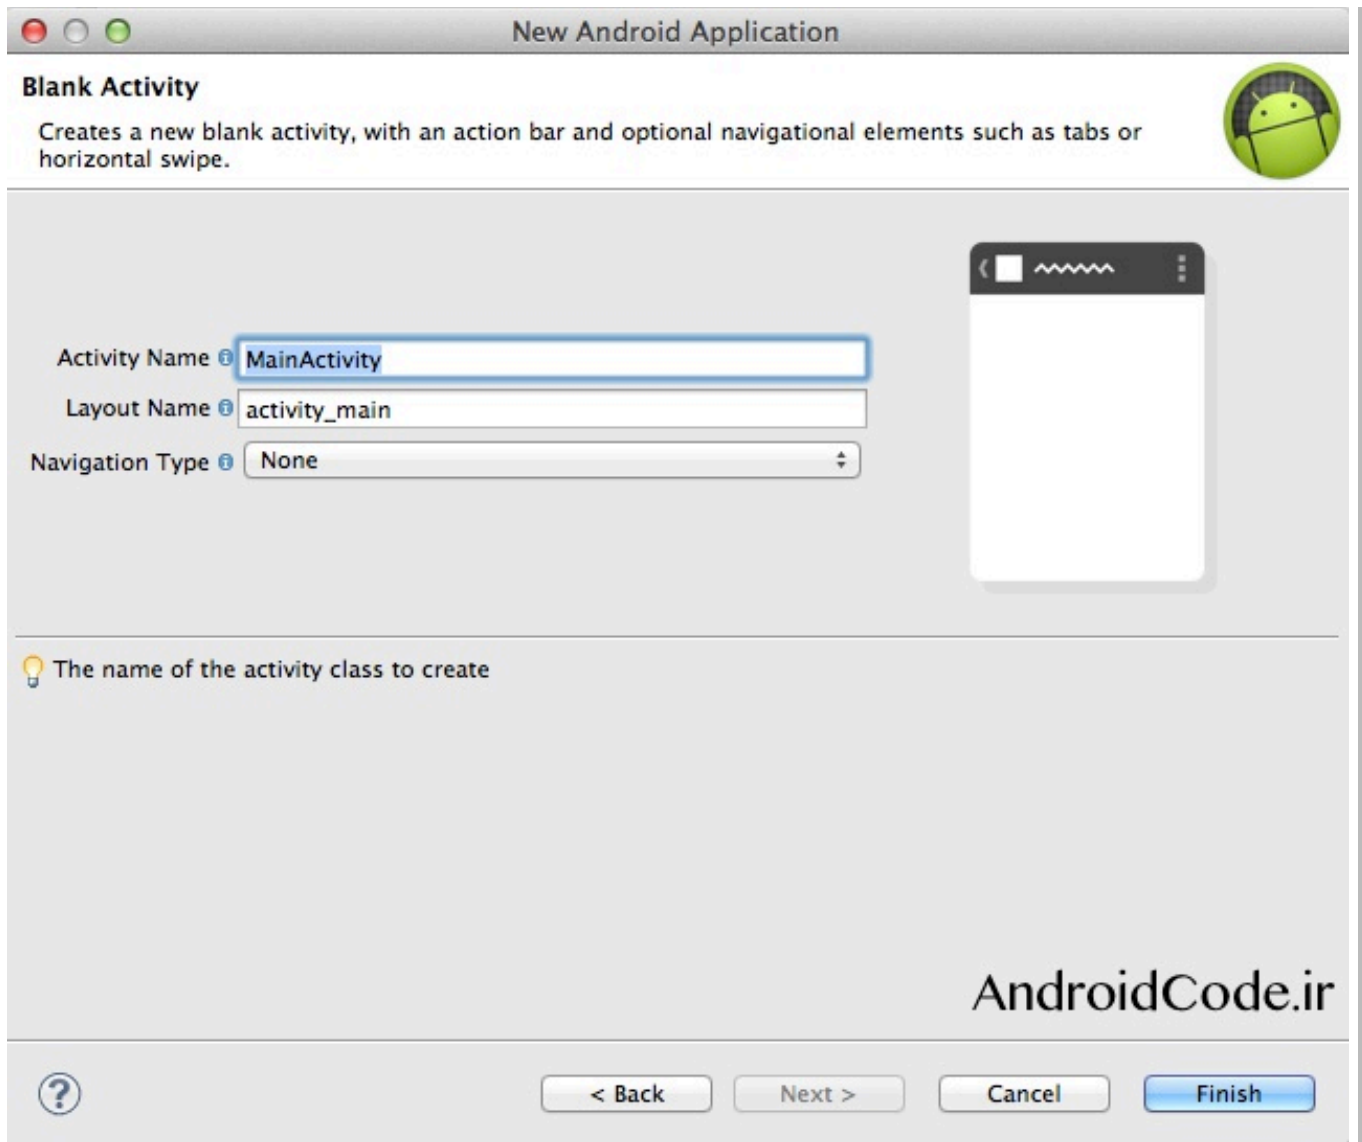 New Android Application
Blank Activity
Creates a new blank activity, with an action bar and optional navigational elements such as tabs or
horizontal swipe.
Activity Name MainActivity
Layout Name activity_main
Navigation Type None
The name of the activity class to create
AndroidCode.ir
? < Back Next > Cancel Finish